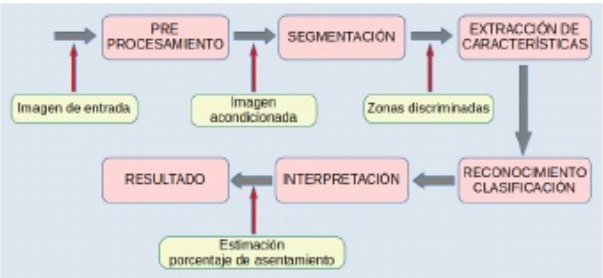 PRE
PROCESAMIENTO
SEGMENTACIÓN
EXTRACCIÓN DE
CARACTERÍSTICAS
Imagen de entrada
Imagen
acondicionada
Zonas discriminadas
RESULTADO
INTERPRETACIÓN
RECONOCIMIENTO
CLASIFICACIÓN
Estimación
porcentaje de asentamiento